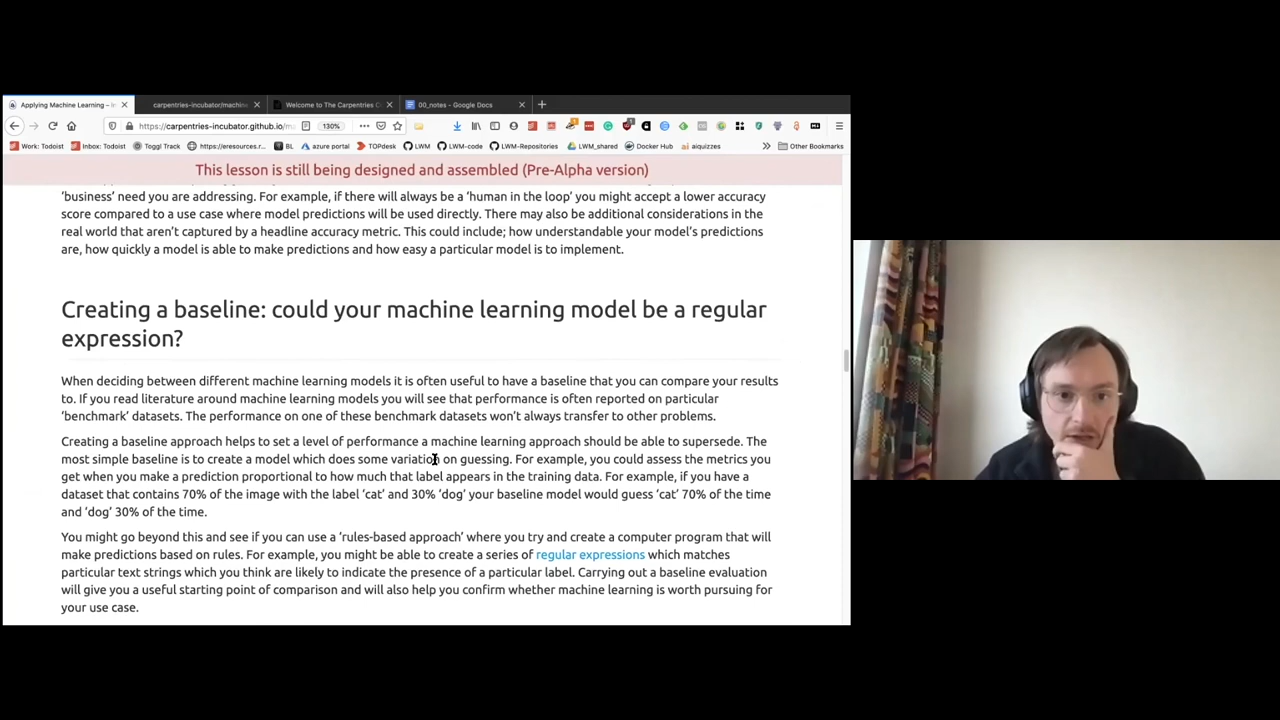 Applying Machine Learning – I
carpentries-incubator/machin
Welcome to The Carpentries
00_notes - Google Docs
https://carpentries-incubator.github.io/ma
130%
Work: Todoist
Inbox: Todoist
Toggl Track
https://eresources.r...
BL
azure portal
TOPdesk
LWM
LWM-code
LWM-Repositories
LWM_shared
Docker Hub
aiquizzes
Other Bookmarks
This lesson is still being designed and assembled (Pre-Alpha version)
‘business’ need you are addressing. For example, if there will always be a ‘human in the loop’ you might accept a lower accuracy
score compared to a use case where model predictions will be used directly. There may also be additional considerations in the
real world that aren’t captured by a headline accuracy metric. This could include; how understandable your model’s predictions
are, how quickly a model is able to make predictions and how easy a particular model is to implement.
Creating a baseline: could your machine learning model be a regular
expression?
When deciding between different machine learning models it is often useful to have a baseline that you can compare your results
to. If you read literature around machine learning models you will see that performance is often reported on particular
‘benchmark’ datasets. The performance on one of these benchmark datasets won’t always transfer to other problems.
Creating a baseline approach helps to set a level of performance a machine learning approach should be able to supersede. The
most simple baseline is to create a model which does some variation on guessing. For example, you could assess the metrics you
get when you make a prediction proportional to how much that label appears in the training data. For example, if you have a
dataset that contains 70% of the image with the label ‘cat’ and 30% ‘dog’ your baseline model would guess ‘cat’ 70% of the time
and ‘dog’ 30% of the time.
You might go beyond this and see if you can use a ‘rules-based approach’ where you try and create a computer program that will
make predictions based on rules. For example, you might be able to create a series of regular expressions which matches
particular text strings which you think are likely to indicate the presence of a particular label. Carrying out a baseline evaluation
will give you a useful starting point of comparison and will also help you confirm whether machine learning is worth pursuing for
your use case.